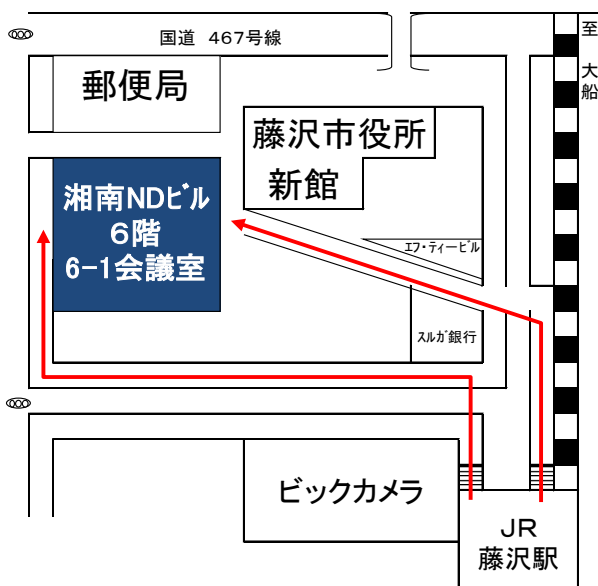 国道 467号線
至
大
船
郵便局
藤沢市役所
新館
湘南NDビル
6階
6-1会議室
エフ・ティービル
スルガ銀行
ビックカメラ
JR
藤沢駅